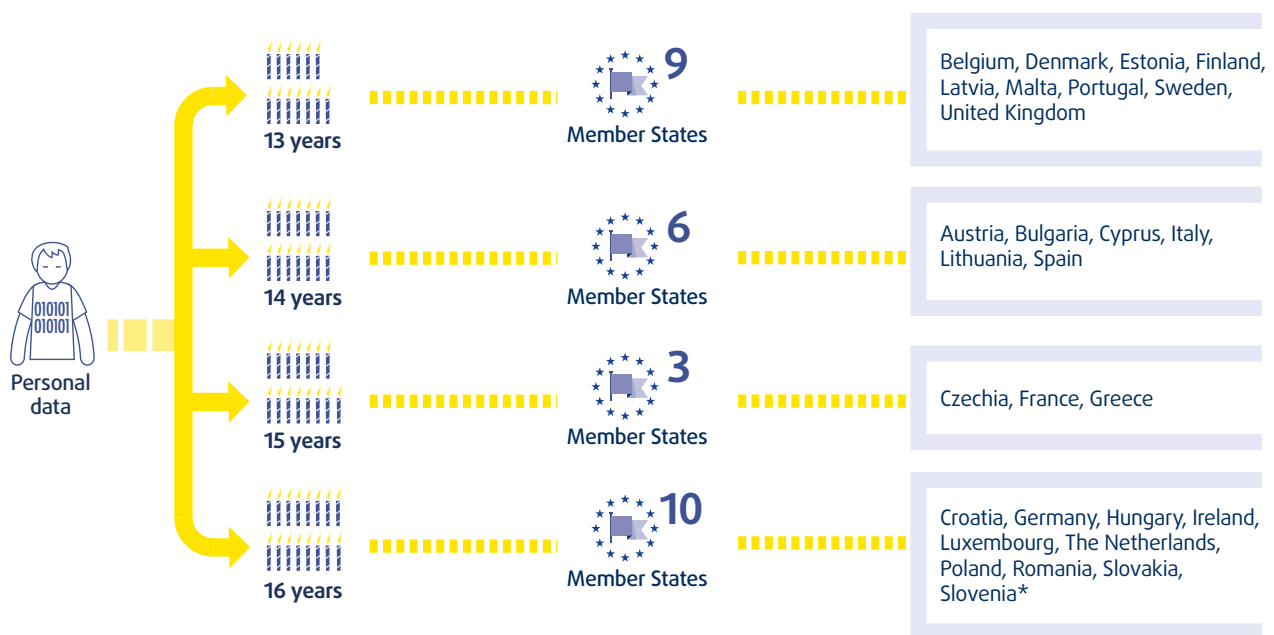 9
Member States
13 years
Belgium, Denmark, Estonia, Finland,
Latvia, Malta, Portugal, Sweden,
United Kingdom
6
Member States
14 years
Austria, Bulgaria, Cyprus, Italy,
Lithuania, Spain
010101
010101
Personal
data
3
Member States
15 years
Czechia, France, Greece
10
Member States
16 years
Croatia, Germany, Hungary, Ireland,
Luxembourg, The Netherlands,
Poland, Romania, Slovakia,
Slovenia*